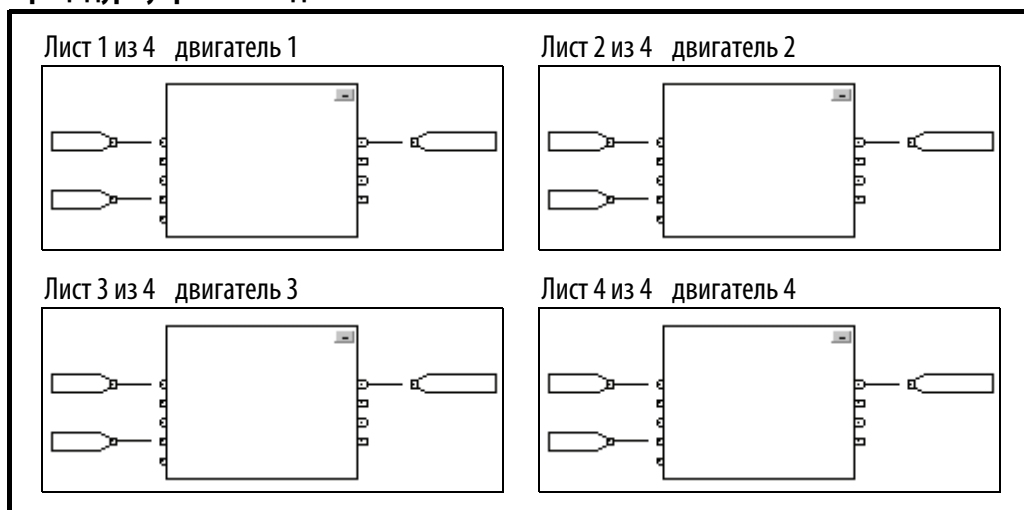 Лист 1 из 4 двигатель 1
Лист 2 из 4 двигатель 2
Лист 3 из 4 двигатель 3
Лист 4 из 4 двигатель 4